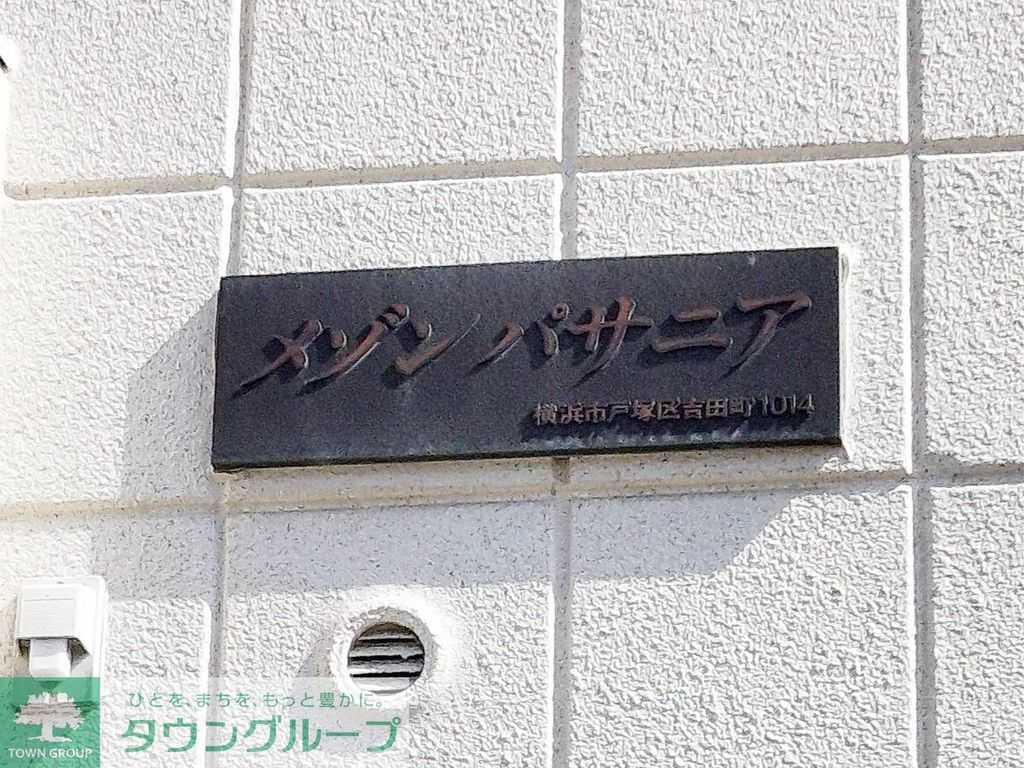 メゾン パサニア
横浜市戸塚区吉田町1014
ひとを、まちを、もっと豊かに。
タウングループ
TOWN GROUP